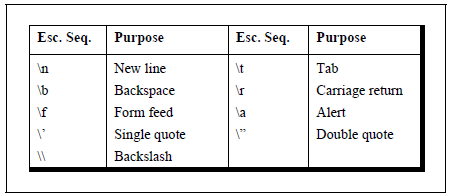 Esc. Seq. Purpose Esc. Seq. Purpose
\n New line \t Tab
\b Backspace \r Carriage return
\f Form feed \a Alert
\’ Single quote \” Double quote
\\ Backslash